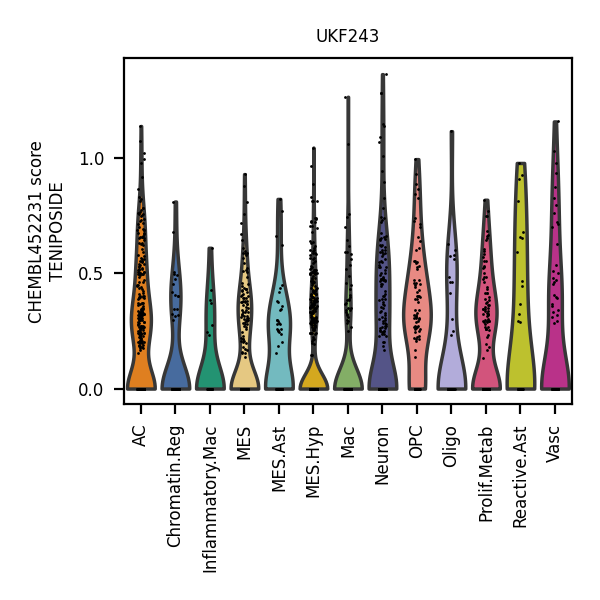 UKF243
CHEMBL452231 score
TENIPOSIDE
1.0
0.5
0.0
AC
Chromatin.Reg
Inflammatory.Mac
MES
MES.Ast
MES.Hyp
Mac
Neuron
OPC
Oligo
Prolif.Metab
Reactive.Ast
Vasc